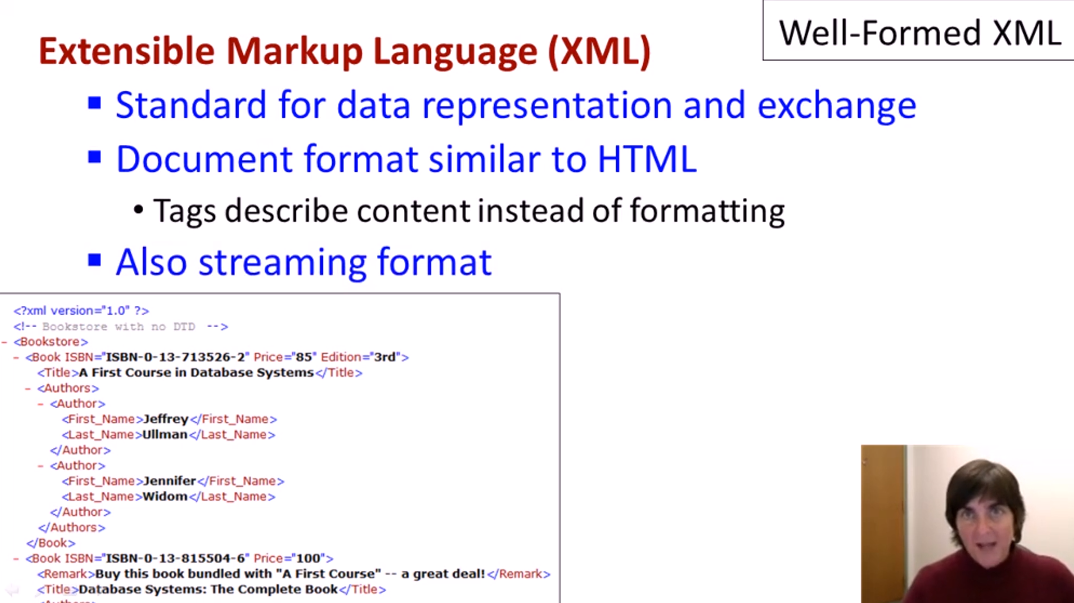 Well-Formed XML
Extensible Markup Language (XML)
▪ Standard for data representation and exchange
▪ Document format similar to HTML
• Tags describe content instead of formatting
▪ Also streaming format
<?xml version="1.0" ?>
<!-- Bookstore with no DTD -->
- <Bookstore>
- <Book ISBN="ISBN-0-13-713526-2" Price="85" Edition="3rd">
<Title>A First Course in Database Systems</Title>
- <Authors>
- <Author>
<First_Name>Jeffrey</First_Name>
<Last_Name>Ullman</Last_Name>
</Author>
- <Author>
<First_Name>Jennifer</First_Name>
<Last_Name>Widom</Last_Name>
</Author>
</Authors>
</Book>
- <Book ISBN="ISBN-0-13-815504-6" Price="100">
<Remark>Buy this book bundled with "A First Course" -- a great deal!</Remark>
<Title>Database Systems: The Complete Book</Title>